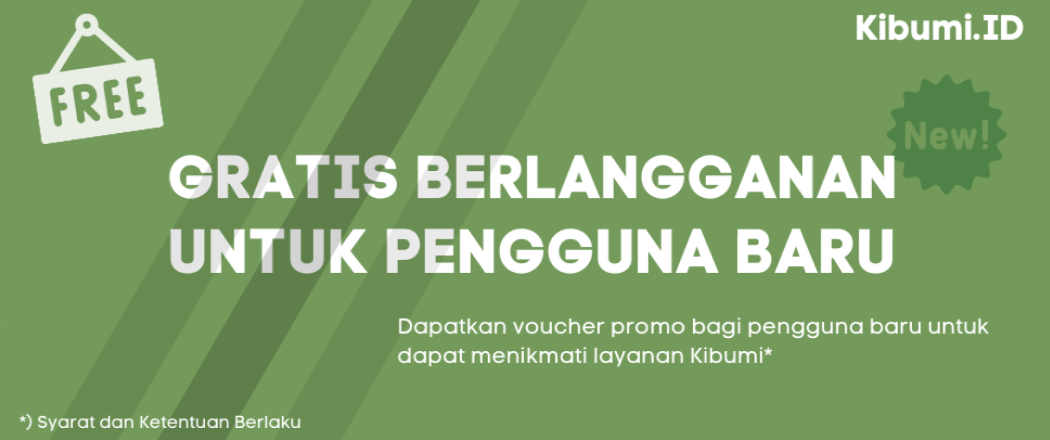 Kibumi.ID
FREE
New!
GRATIS BERLANGGANAN
UNTUK PENGGUNA BARU
Dapatkan voucher promo bagi pengguna baru untuk
dapat menikmati layanan Kibumi*
*) Syarat dan Ketentuan Berlaku